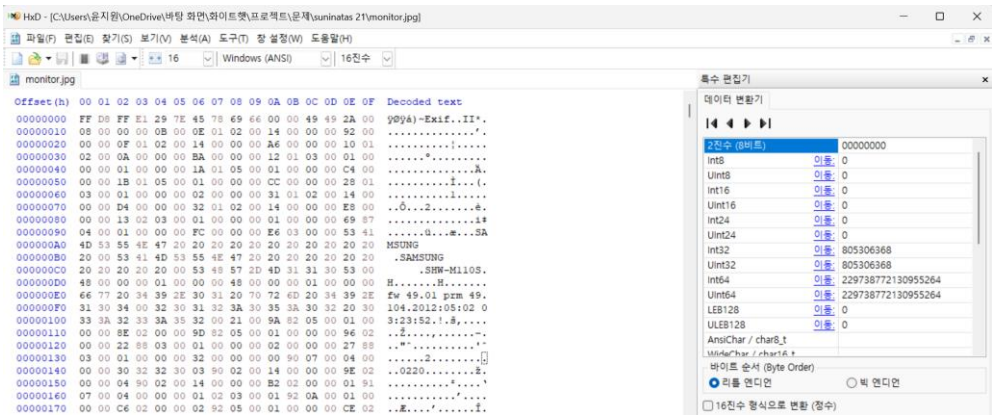 HxD - [C:\Users\윤지원\OneDrive\바탕 화면\화이트햇\프로젝트\문제\suninatas 21\monitor.jpg]
파일(F) 편집(E) 찾기(S) 보기(V) 분석(A) 도구(T) 창 설정(W) 도움말(H)
16 Windows (ANSI) 16진수
monitor.jpg
Offset(h) 00 01 02 03 04 05 06 07 08 09 0A 0B 0C 0D 0E 0F Decoded text
00000000 FF D8 FF E1 29 7E 45 78 69 66 00 00 49 49 2A 00 ÿØÿá)~Exif..II*.
00000010 08 00 00 00 0B 00 0E 01 02 00 14 00 00 00 92 00 ..............’.
00000020 00 00 0F 01 02 00 14 00 00 00 A6 00 00 00 10 01 ..........¦.....
00000030 02 00 0A 00 00 00 BA 00 00 00 12 01 03 00 01 00 ......º.........
00000040 00 00 01 00 00 00 1A 01 05 00 01 00 00 00 C4 00 ..............Ä.
00000050 00 00 1B 01 05 00 01 00 00 00 CC 00 00 00 28 01 ..........Ì...(.
00000060 03 00 01 00 00 00 02 00 00 00 31 01 02 00 14 00 ..........1.....
00000070 00 00 D4 00 00 00 32 01 02 00 14 00 00 00 E8 00 ..Ô...2.......è.
00000080 00 00 13 02 03 00 01 00 00 00 01 00 00 00 69 87 ..............i‡
00000090 04 00 01 00 00 00 FC 00 00 00 E6 03 00 00 53 41 ......ü...æ...SA
000000A0 4D 53 55 4E 47 20 20 20 20 20 20 20 20 20 20 20 MSUNG
000000B0 20 00 53 41 4D 53 55 4E 47 20 20 20 20 20 20 20 .SAMSUNG
000000C0 20 20 20 20 20 00 53 48 57 2D 4D 31 31 30 53 00 .SHW-M110S.
000000D0 48 00 00 00 01 00 00 00 48 00 00 00 01 00 00 00 H.......H.......
000000E0 66 77 20 34 39 2E 30 31 20 70 72 6D 20 34 39 2E fw 49.01 prm 49.
000000F0 31 30 34 00 32 30 31 32 3A 30 35 3A 30 32 20 30 104.2012:05:02 0
00000100 33 3A 32 33 3A 35 32 00 21 00 9A 82 05 00 01 00 3:23:52.!.š‚....
00000110 00 00 8E 02 00 00 9D 82 05 00 01 00 00 00 96 02 ..Ž....‚......–.
00000120 00 00 22 88 03 00 01 00 00 00 02 00 00 00 27 88 .."ˆ..........'ˆ
00000130 03 00 01 00 00 00 32 00 00 00 00 90 07 00 04 00 ......2.........
00000140 00 00 30 32 32 30 03 90 02 00 14 00 00 00 9E 02 ..0220........ž.
00000150 00 00 04 90 02 00 14 00 00 00 B2 02 00 00 01 91 ..........²....‘
00000160 07 00 04 00 00 00 01 02 03 00 01 92 0A 00 01 00 ...........’....
00000170 00 00 C6 02 00 00 02 92 05 00 01 00 00 00 CE 02 ..Æ....’......Î.
특수 편집기
데이터 변환기
2진수 (8비트) 00000000
Int8 이동: 0
UInt8 이동: 0
Int16 이동: 0
UInt16 이동: 0
Int24 이동: 0
UInt24 이동: 0
Int32 이동: 805306368
UInt32 이동: 805306368
Int64 이동: 229738772130955264
UInt64 이동: 229738772130955264
LEB128 이동: 0
ULEB128 이동: 0
AnsiChar / char8_t
WideChar / char16_t
바이트 순서 (Byte Order)
리틀 엔디언 빅 엔디언
16진수 형식으로 변환 (정수)